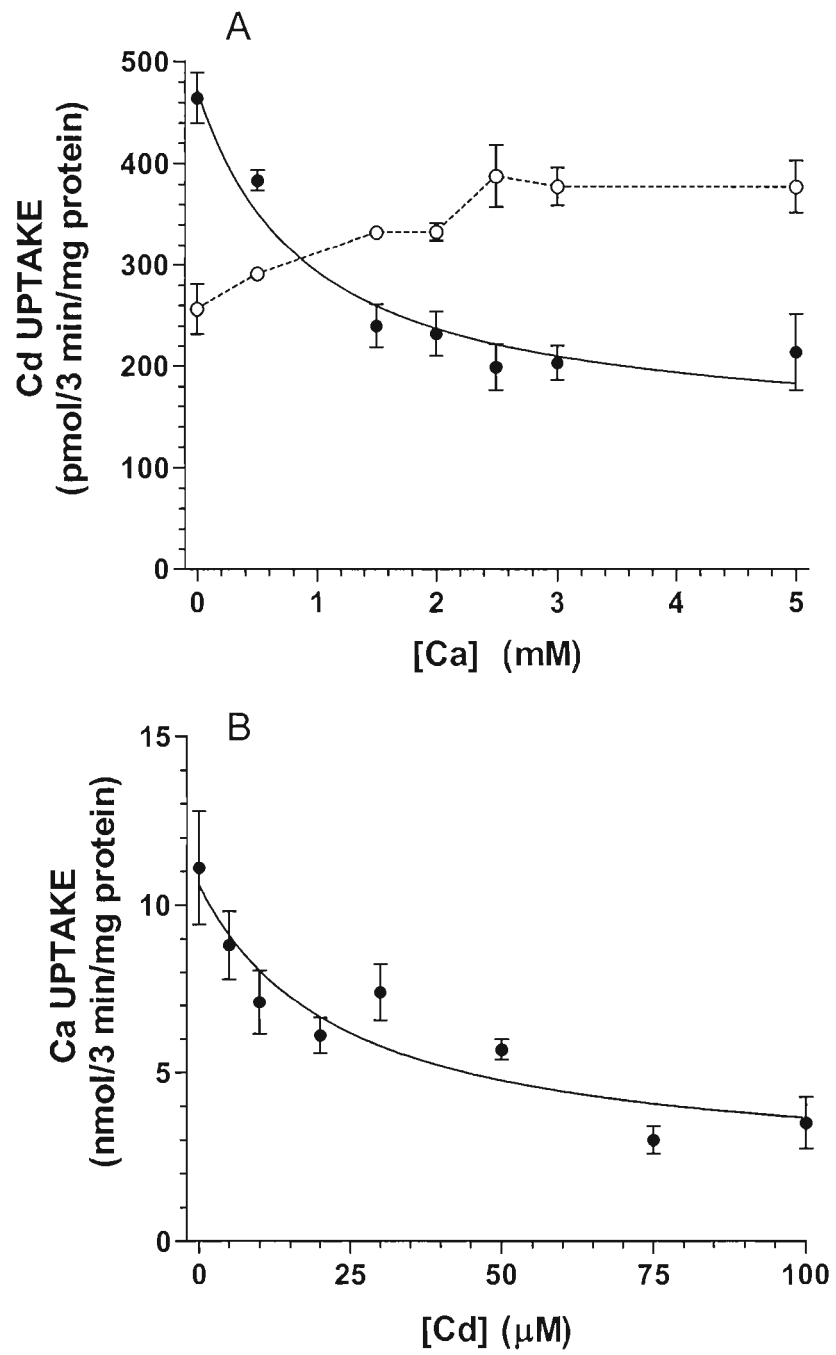 A
500
400
300
200
100
0
Cd UPTAKE
(pmol/3 min/mg protein)
0 1 2 3 4 5
[Ca] (mM)
B
15
10
5
0
Ca UPTAKE
(nmol/3 min/mg protein)
0 25 50 75 100
[Cd] (μM)